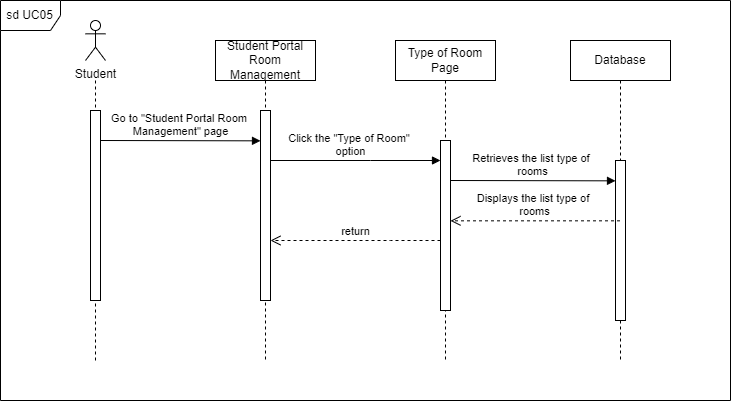 sd UC05
Student
Student Portal
Room
Management
Type of Room
Page
Database
Go to "Student Portal Room
Management" page
Click the "Type of Room"
option
Retrieves the list type of
rooms
Displays the list type of
rooms
return